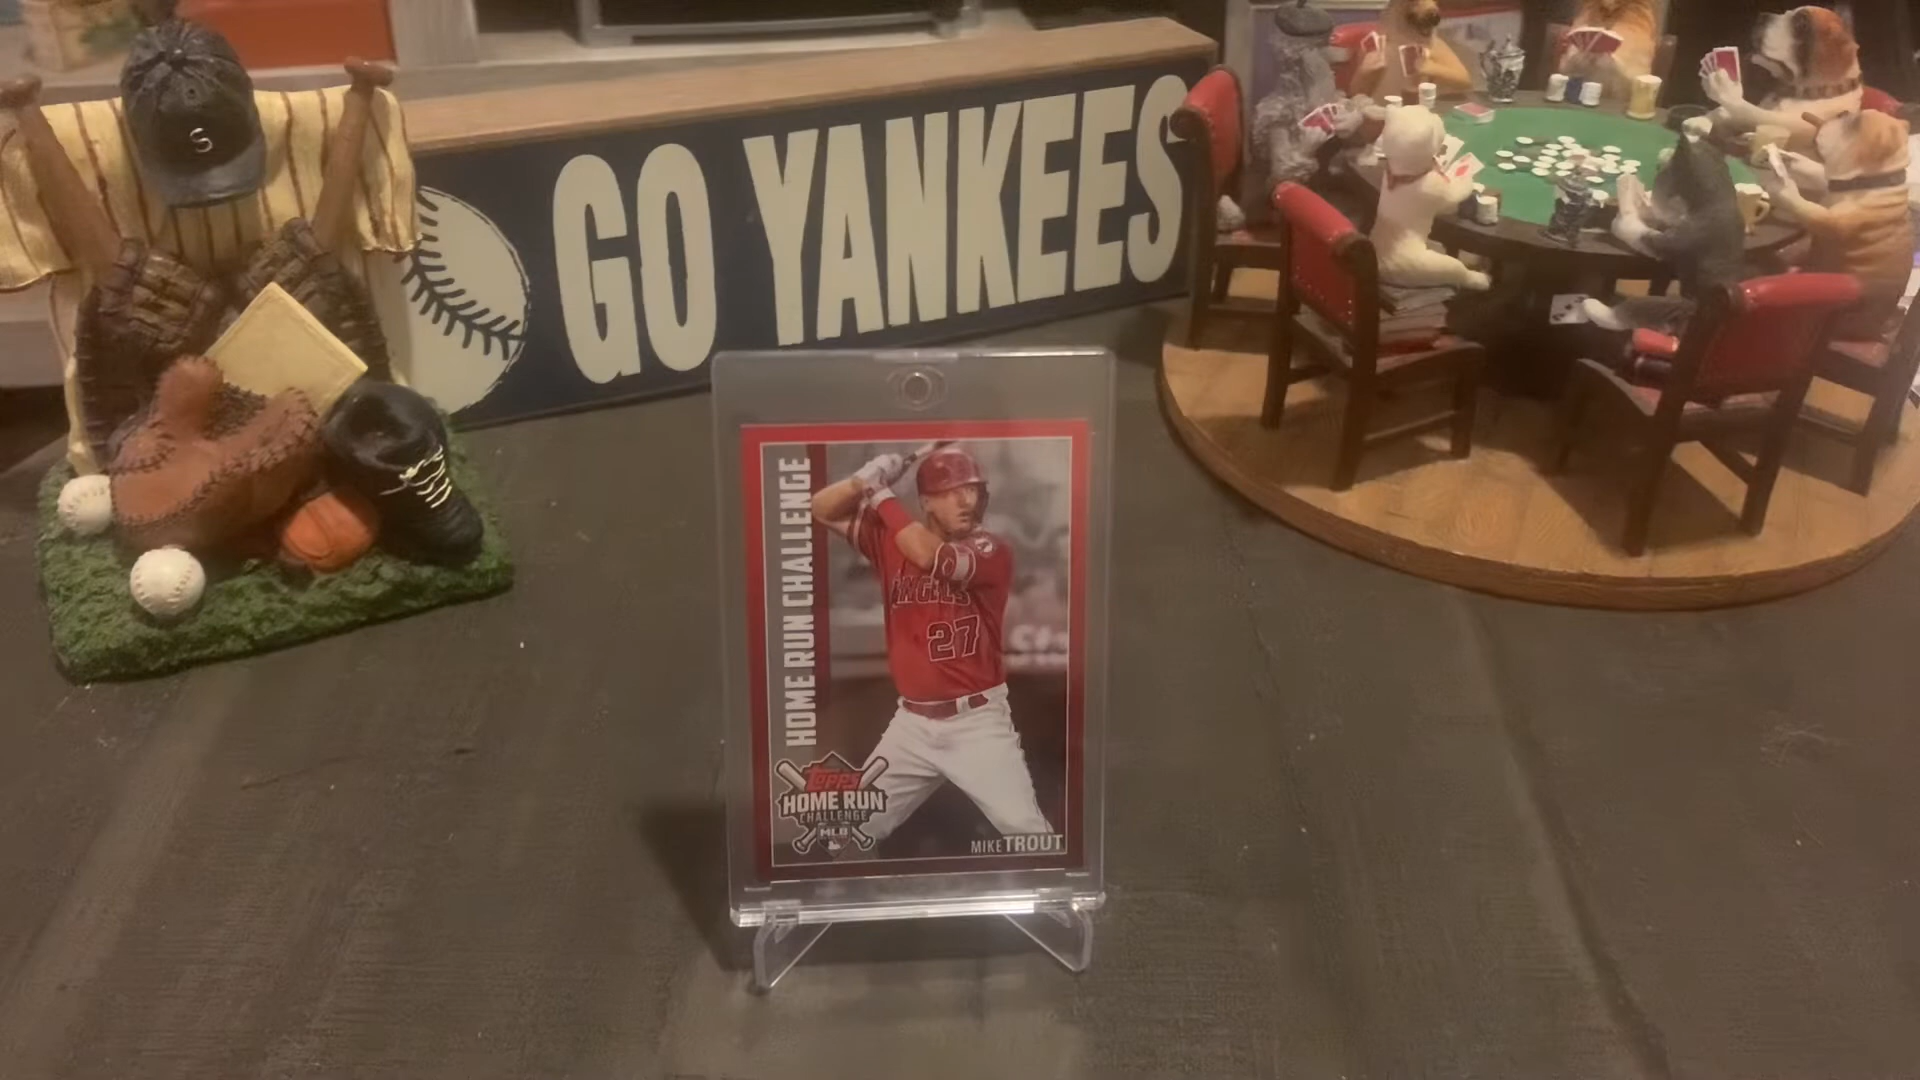 S
GO YANKEES
HOME RUN CHALLENGE
ANGELS
27
TOPPS
HOME RUN
CHALLENGE
MLB
MIKE TROUT